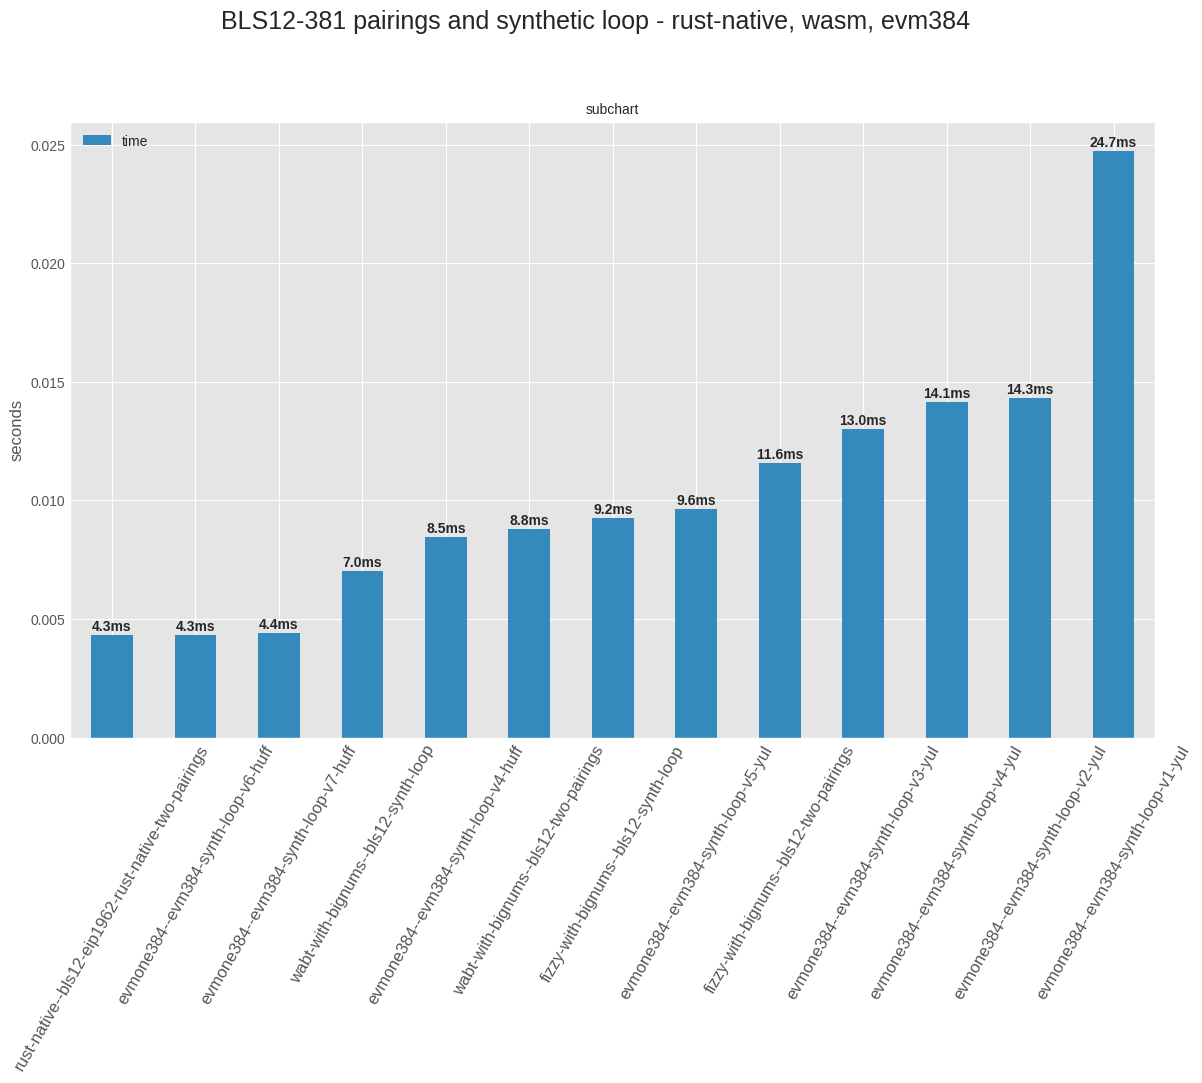 BLS12-381 pairings and synthetic loop - rust-native, wasm, evm384
subchart
time
seconds
0.025
0.020
0.015
0.010
0.005
0.000
4.3ms
4.3ms
4.4ms
7.0ms
8.5ms
8.8ms
9.2ms
9.6ms
11.6ms
13.0ms
14.1ms
14.3ms
24.7ms
rust-native--bls12-eip1962-rust-native-two-pairings
evmone384--evm384-synth-loop-v6-huff
evmone384--evm384-synth-loop-v7-huff
wabt-with-bignums--bls12-synth-loop
evmone384--evm384-synth-loop-v4-huff
wabt-with-bignums--bls12-two-pairings
fizzy-with-bignums--bls12-synth-loop
evmone384--evm384-synth-loop-v5-yul
fizzy-with-bignums--bls12-two-pairings
evmone384--evm384-synth-loop-v3-yul
evmone384--evm384-synth-loop-v4-yul
evmone384--evm384-synth-loop-v2-yul
evmone384--evm384-synth-loop-v1-yul